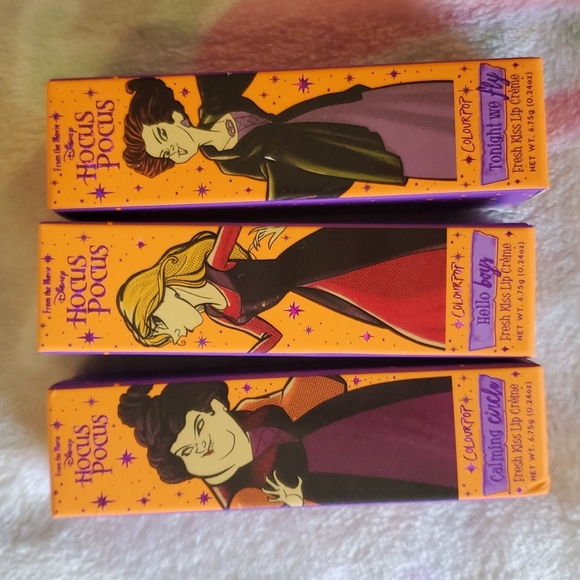 From the Movie
Disney
HOCUS
POCUS
COLOURPOP
Tonight we fly
Fresh Kiss Lip Crème
NET WT. 6.75g (0.24oz)
From the Movie
Disney
HOCUS
POCUS
COLOURPOP
Hello boys
Fresh Kiss Lip Crème
NET WT. 6.75g (0.24oz)
From the Movie
Disney
HOCUS
POCUS
COLOURPOP
Calming circle
Fresh Kiss Lip Crème
NET WT. 6.75g (0.24oz)